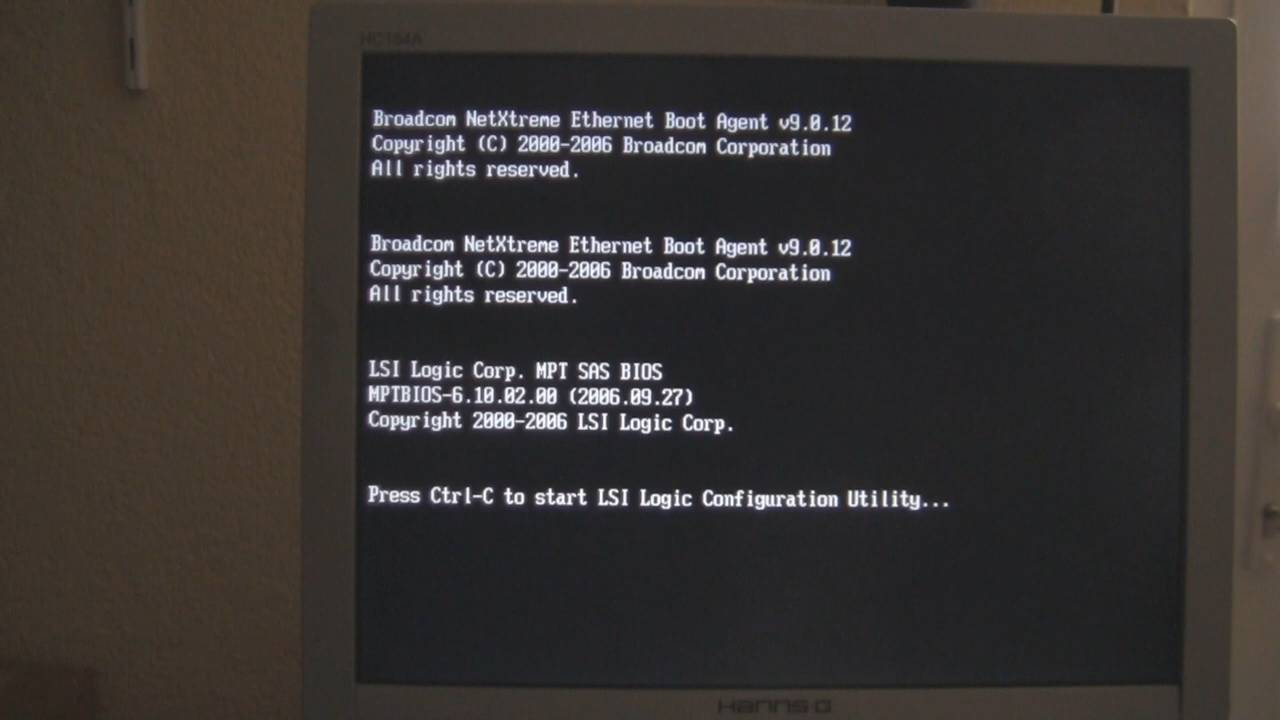 HC194A
Broadcom NetXtreme Ethernet Boot Agent v9.0.12
Copyright (C) 2000-2006 Broadcom Corporation
All rights reserved.
Broadcom NetXtreme Ethernet Boot Agent v9.0.12
Copyright (C) 2000-2006 Broadcom Corporation
All rights reserved.
LSI Logic Corp. MPT SAS BIOS
MPTBIOS-6.10.02.00 (2006.09.27)
Copyright 2000-2006 LSI Logic Corp.
Press Ctrl-C to start LSI Logic Configuration Utility...
Hanns-G